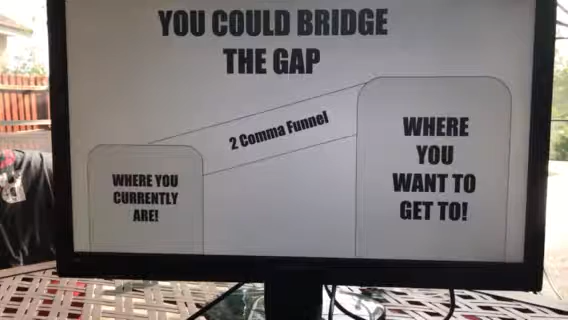 YOU COULD BRIDGE
THE GAP
2 Comma Funnel
WHERE YOU
CURRENTLY
ARE!
WHERE
YOU
WANT TO
GET TO!